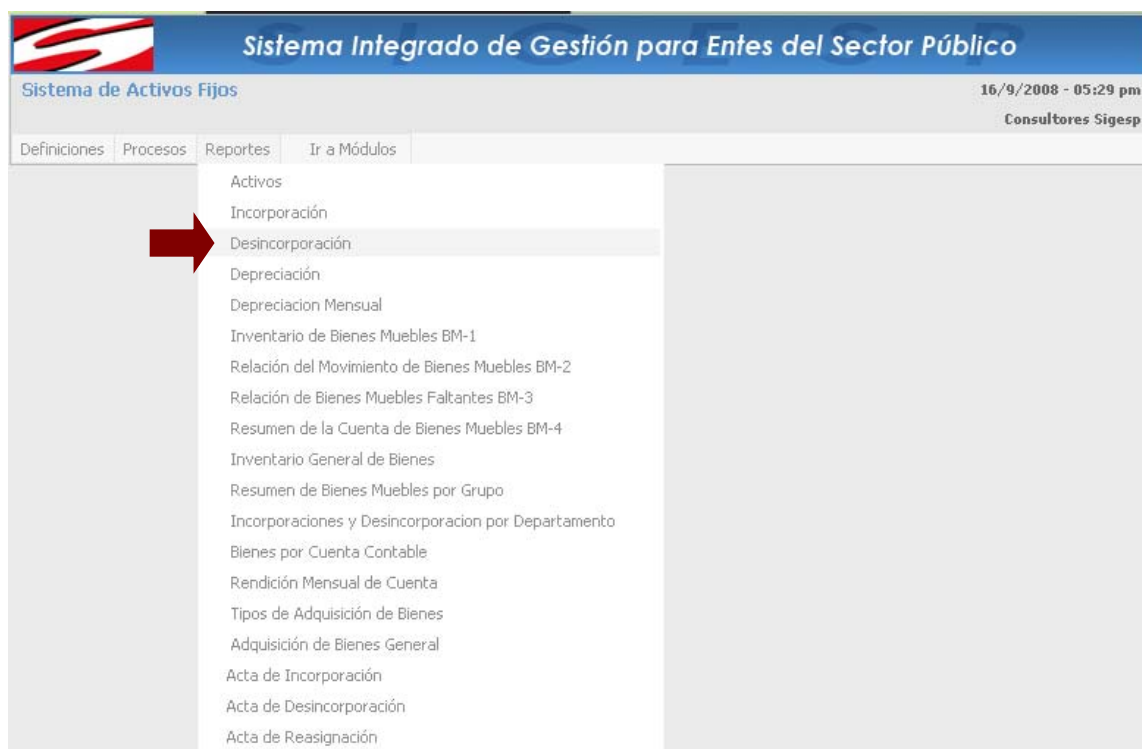 S I G E S P
Sistema Integrado de Gestión para Entes del Sector Público
Sistema de Activos Fijos
16/9/2008 - 05:29 pm
Consultores Sigesp
Definiciones Procesos Reportes Ir a Módulos
Activos
Incorporación
Desincorporación
Depreciación
Depreciacion Mensual
Inventario de Bienes Muebles BM-1
Relación del Movimiento de Bienes Muebles BM-2
Relación de Bienes Muebles Faltantes BM-3
Resumen de la Cuenta de Bienes Muebles BM-4
Inventario General de Bienes
Resumen de Bienes Muebles por Grupo
Incorporaciones y Desincorporacion por Departamento
Bienes por Cuenta Contable
Rendición Mensual de Cuenta
Tipos de Adquisición de Bienes
Adquisición de Bienes General
Acta de Incorporación
Acta de Desincorporación
Acta de Reasignación